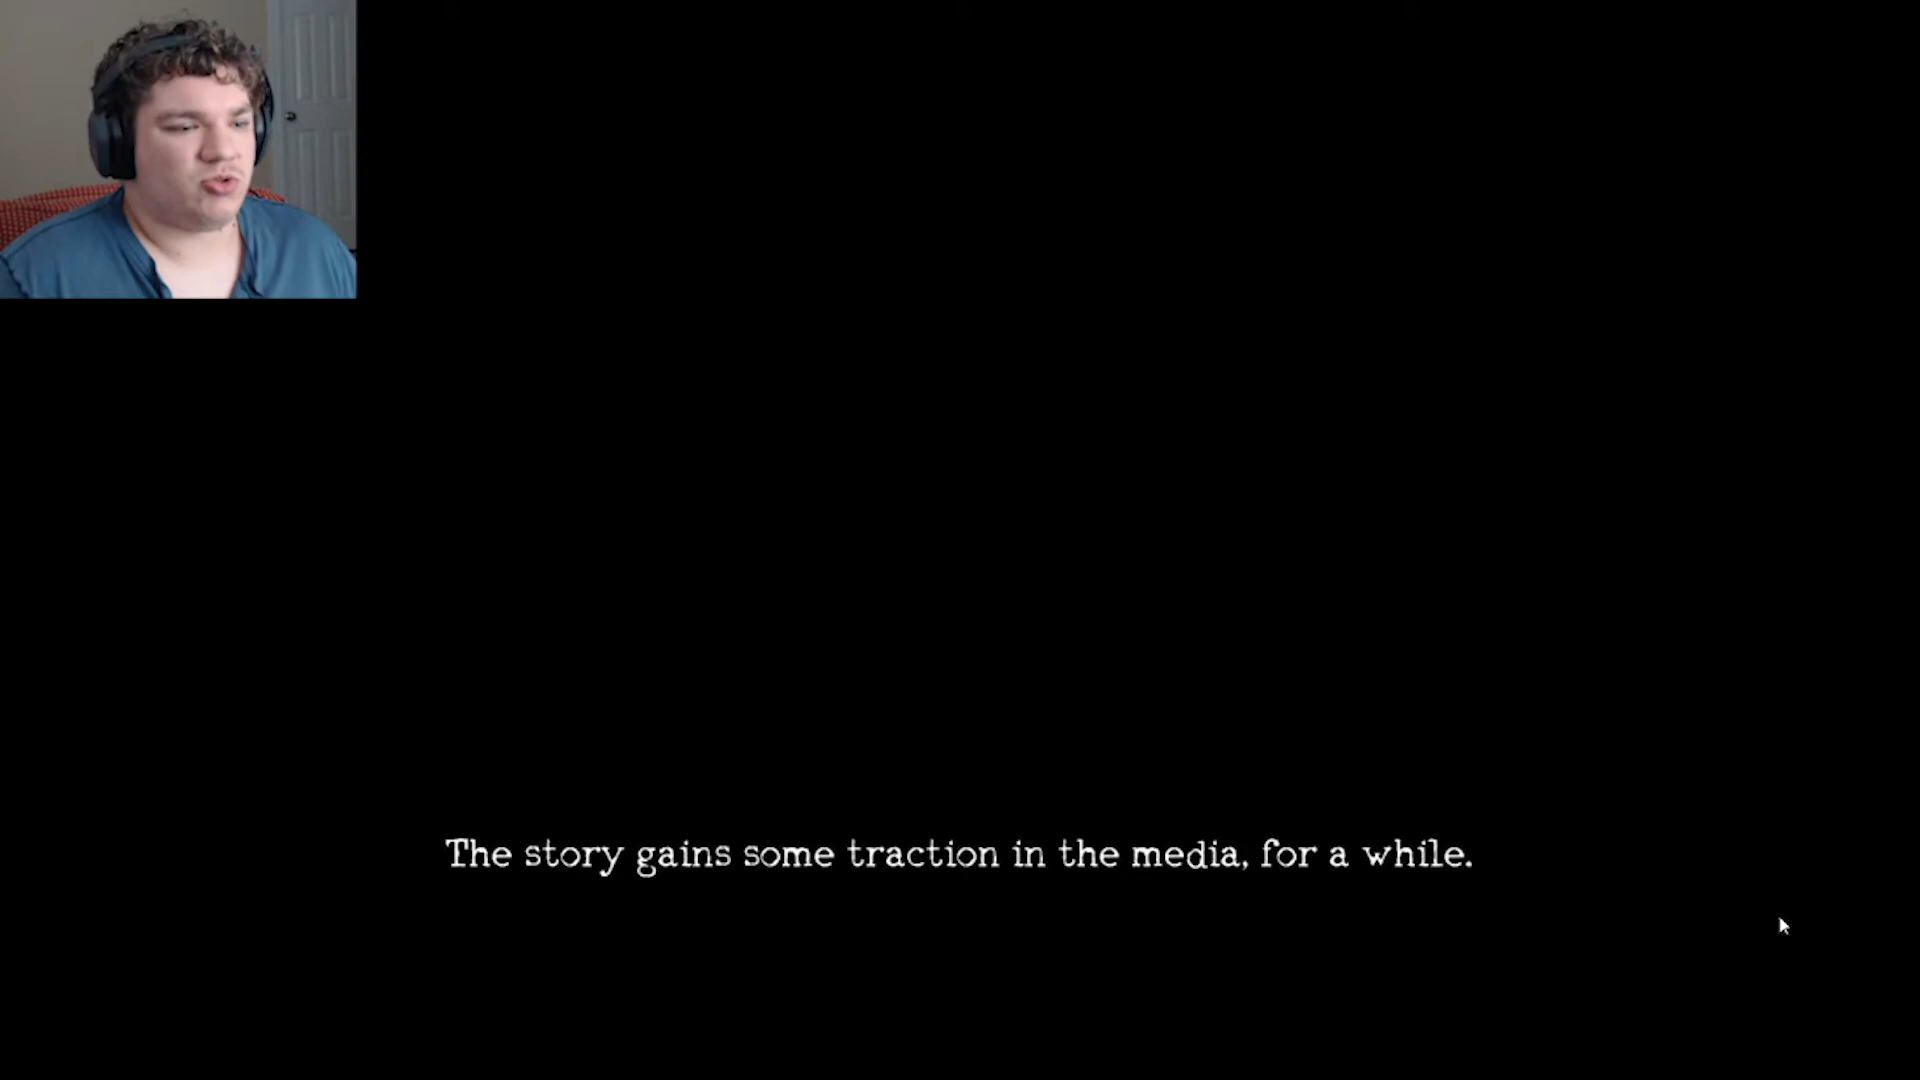 The story gains some traction in the media, for a while.